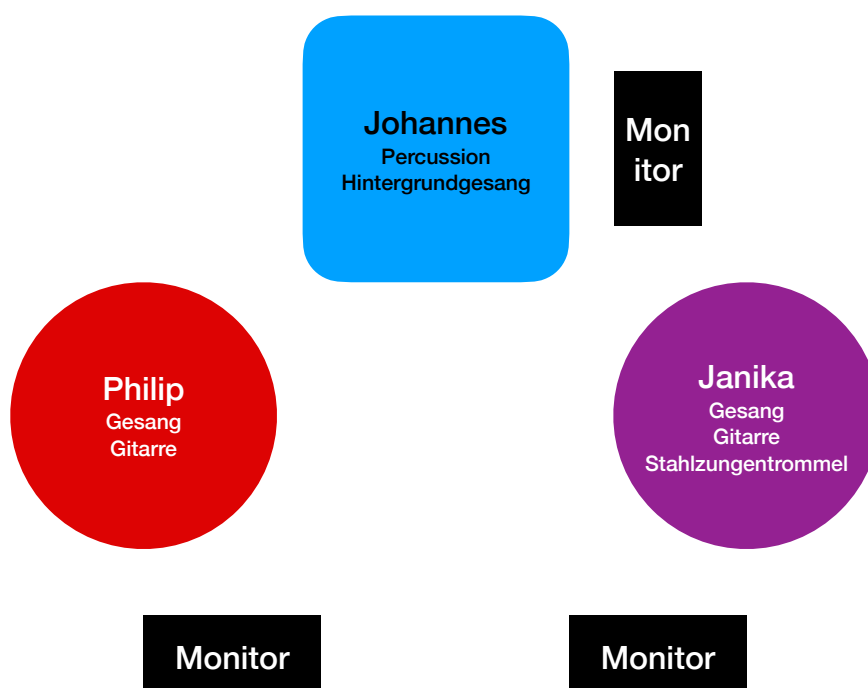 Johannes
Percussion
Hintergrundgesang
Mon
itor
Philip
Gesang
Gitarre
Janika
Gesang
Gitarre
Stahlzungentrommel
Monitor
Monitor